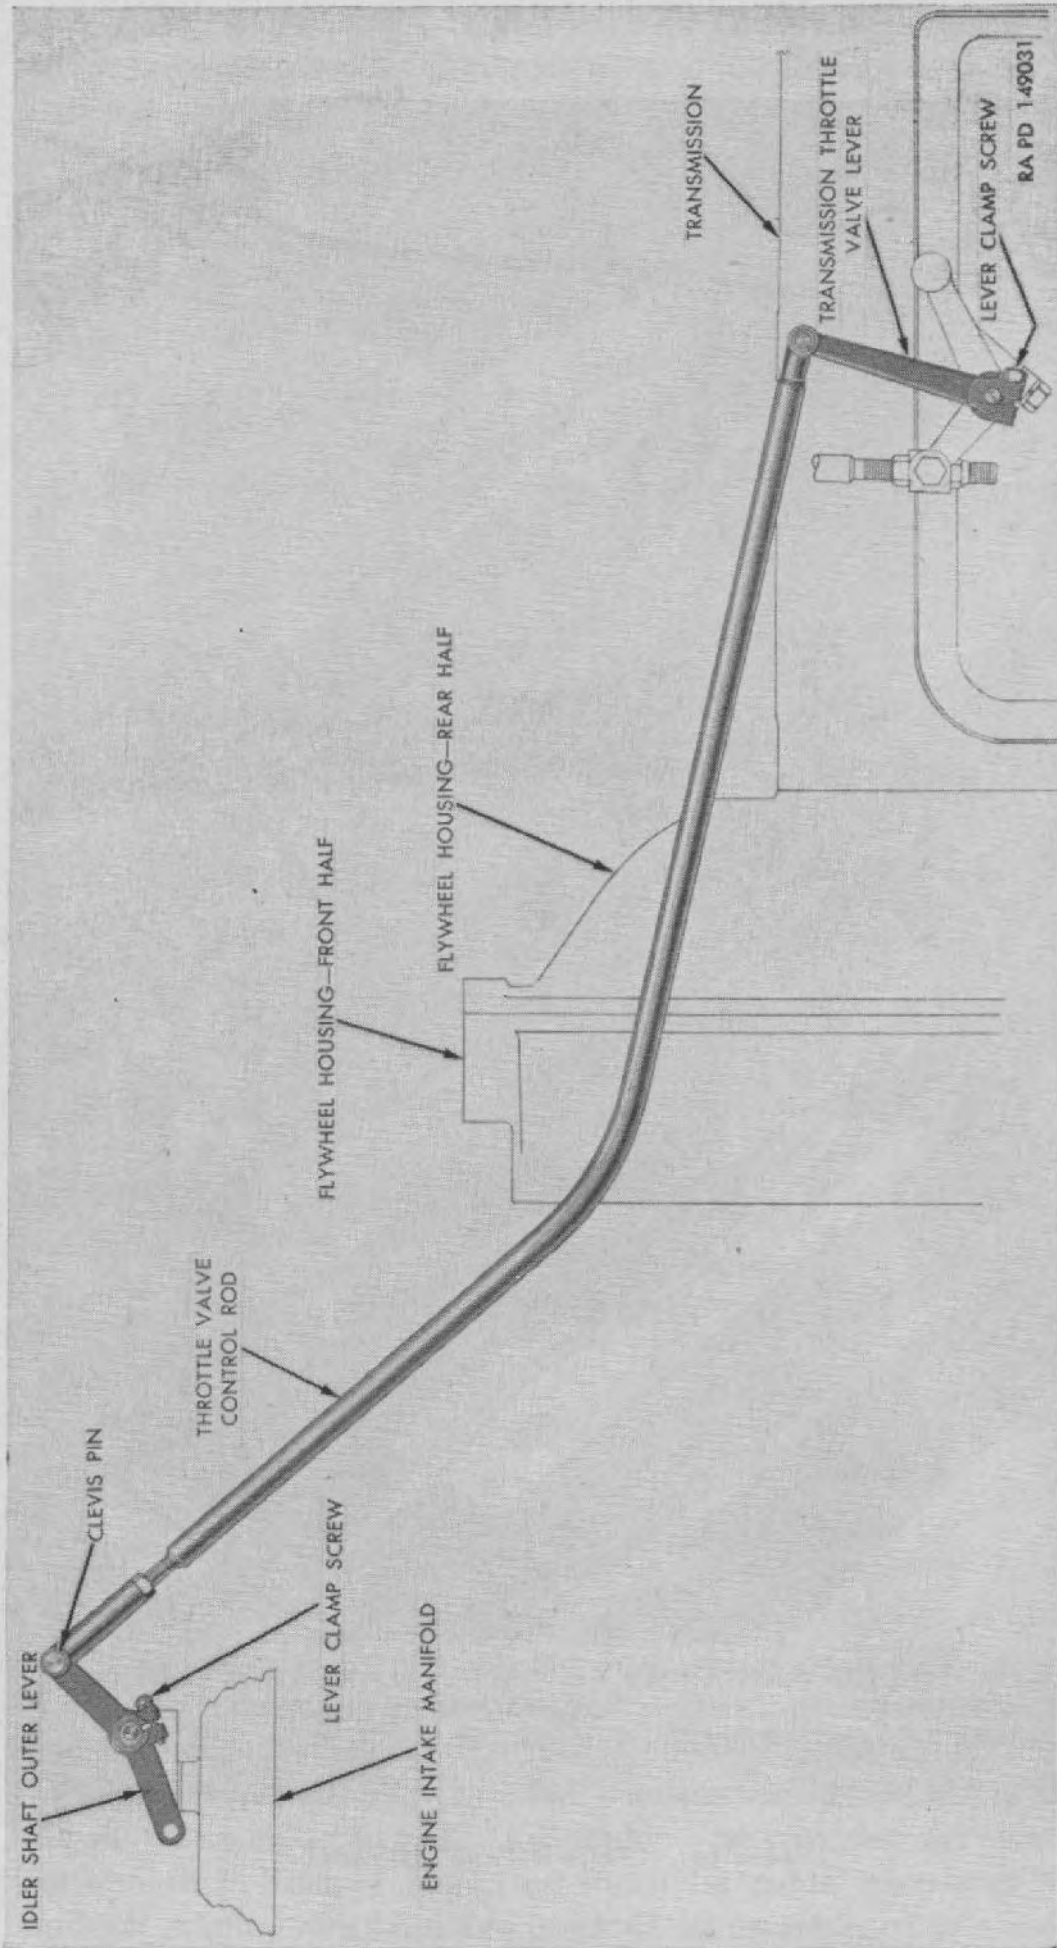 IDLER SHAFT OUTER LEVER
CLEVIS PIN
THROTTLE VALVE
CONTROL ROD
LEVER CLAMP SCREW
ENGINE INTAKE MANIFOLD
FLYWHEEL HOUSING—FRONT HALF
FLYWHEEL HOUSING—REAR HALF
TRANSMISSION
TRANSMISSION THROTTLE
VALVE LEVER
LEVER CLAMP SCREW
RA PD 149031